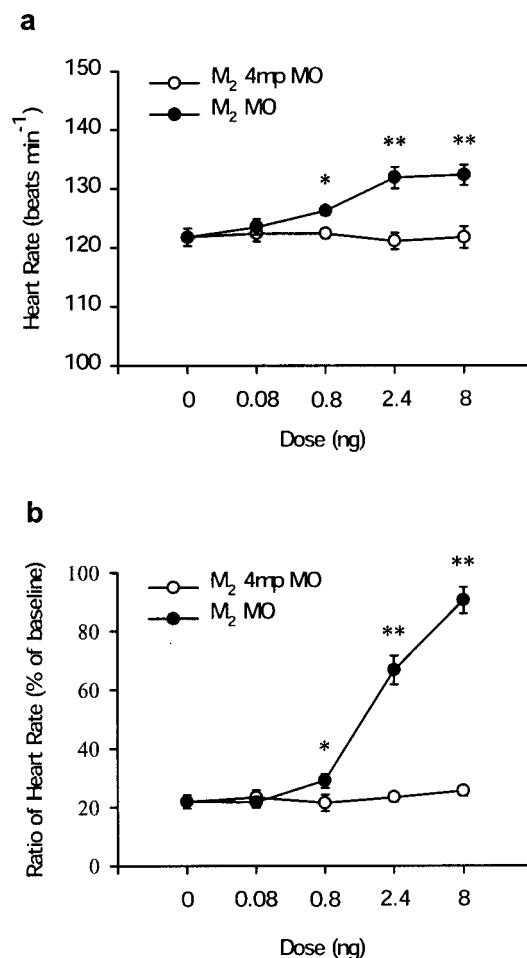 a
150
140
130
120
110
100
Heart Rate (beats min⁻¹)
M₂ 4mp MO
M₂ MO
*
**
**
0 0.08 0.8 2.4 8
Dose (ng)
b
100
80
60
40
20
0
Ratio of Heart Rate (% of baseline)
M₂ 4mp MO
M₂ MO
*
**
**
0 0.08 0.8 2.4 8
Dose (ng)